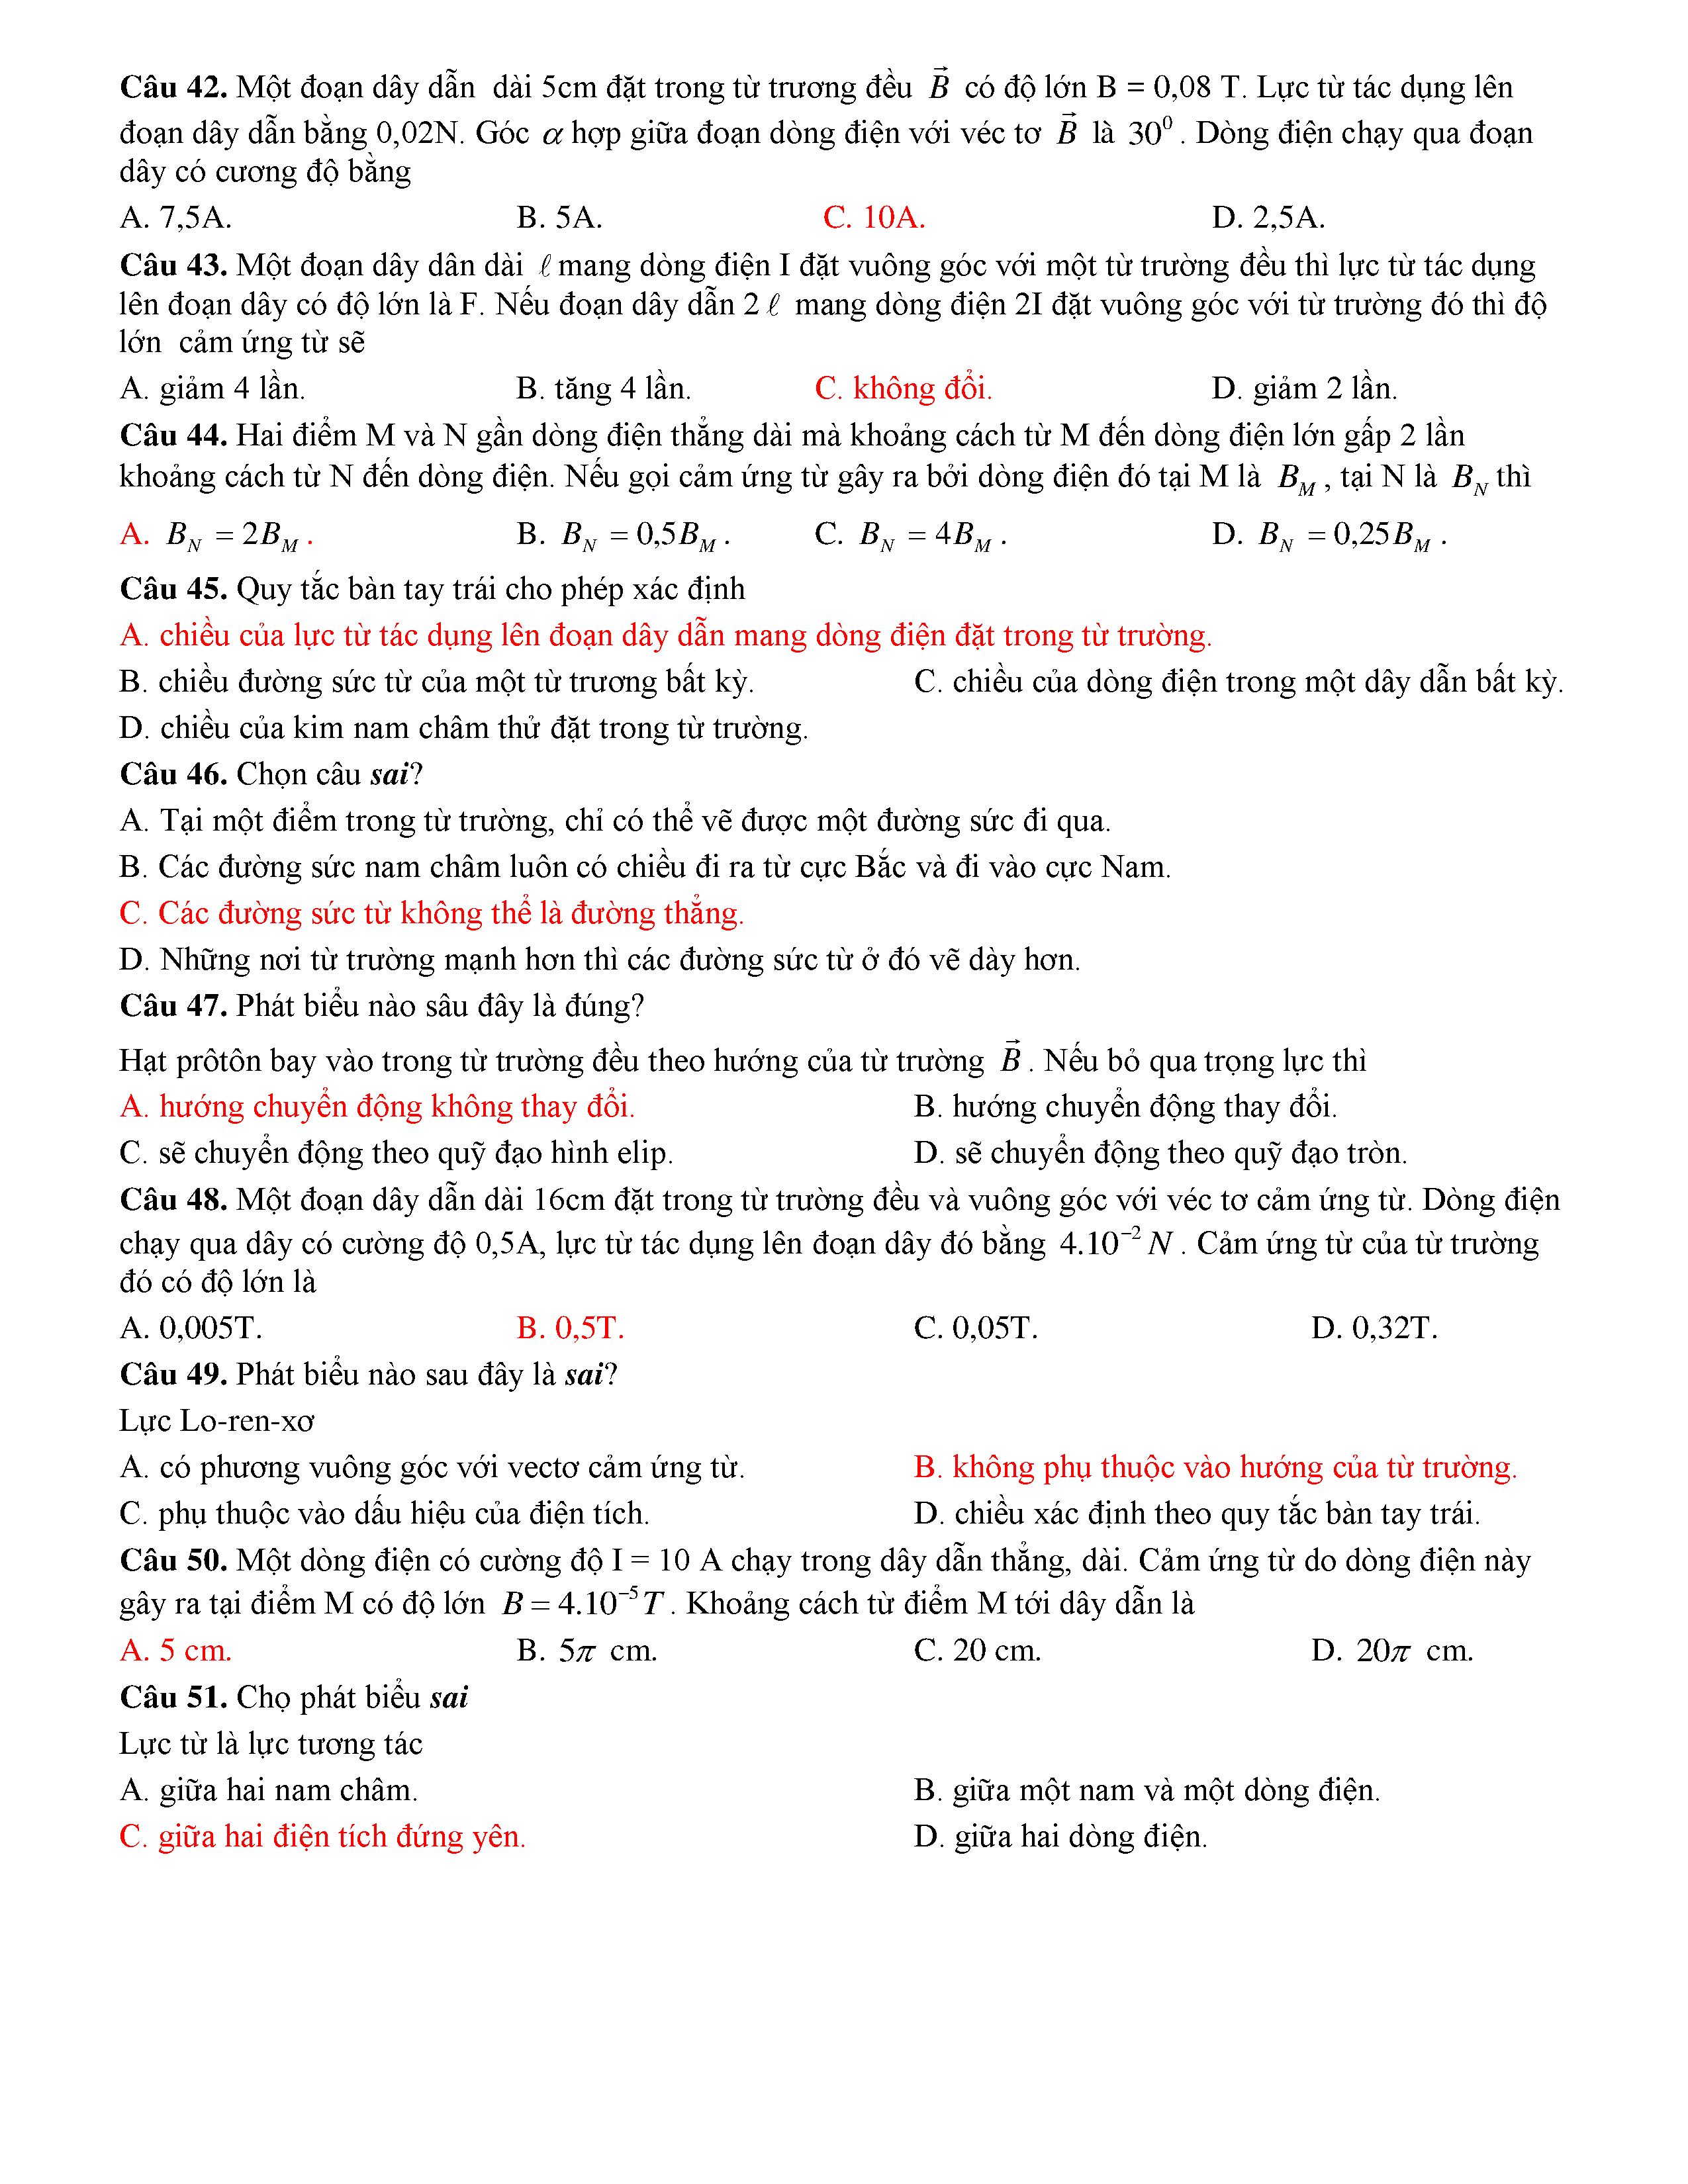 Câu 42. Một đoạn dây dẫn dài 5cm đặt trong từ trương đều $\vec{B}$ có độ lớn B = 0,08 T. Lực từ tác dụng lên
đoạn dây dẫn bằng 0,02N. Góc α hợp giữa đoạn dòng điện với véc tơ $\vec{B}$ là 30⁰ . Dòng điện chạy qua đoạn
dây có cương độ bằng
A. 7,5A. B. 5A. C. 10A. D. 2,5A.
Câu 43. Một đoạn dây dân dài ℓ mang dòng điện I đặt vuông góc với một từ trường đều thì lực từ tác dụng
lên đoạn dây có độ lớn là F. Nếu đoạn dây dẫn 2 ℓ mang dòng điện 2I đặt vuông góc với từ trường đó thì độ
lớn cảm ứng từ sẽ
A. giảm 4 lần. B. tăng 4 lần. C. không đổi. D. giảm 2 lần.
Câu 44. Hai điểm M và N gần dòng điện thẳng dài mà khoảng cách từ M đến dòng điện lớn gấp 2 lần
khoảng cách từ N đến dòng điện. Nếu gọi cảm ứng từ gây ra bởi dòng điện đó tại M là $B_M$ , tại N là $B_N$ thì
A. $B_N = 2B_M$ . B. $B_N = 0,5B_M$ . C. $B_N = 4B_M$ . D. $B_N = 0,25B_M$ .
Câu 45. Quy tắc bàn tay trái cho phép xác định
A. chiều của lực từ tác dụng lên đoạn dây dẫn mang dòng điện đặt trong từ trường.
B. chiều đường sức từ của một từ trương bất kỳ. C. chiều của dòng điện trong một dây dẫn bất kỳ.
D. chiều của kim nam châm thử đặt trong từ trường.
Câu 46. Chọn câu sai?
A. Tại một điểm trong từ trường, chỉ có thể vẽ được một đường sức đi qua.
B. Các đường sức nam châm luôn có chiều đi ra từ cực Bắc và đi vào cực Nam.
C. Các đường sức từ không thể là đường thẳng.
D. Những nơi từ trường mạnh hơn thì các đường sức từ ở đó vẽ dày hơn.
Câu 47. Phát biểu nào sâu đây là đúng?
Hạt prôtôn bay vào trong từ trường đều theo hướng của từ trường $\vec{B}$ . Nếu bỏ qua trọng lực thì
A. hướng chuyển động không thay đổi. B. hướng chuyển động thay đổi.
C. sẽ chuyển động theo quỹ đạo hình elip. D. sẽ chuyển động theo quỹ đạo tròn.
Câu 48. Một đoạn dây dẫn dài 16cm đặt trong từ trường đều và vuông góc với véc tơ cảm ứng từ. Dòng điện
chạy qua dây có cường độ 0,5A, lực từ tác dụng lên đoạn dây đó bằng $4.10^{-2} N$ . Cảm ứng từ của từ trường
đó có độ lớn là
A. 0,005T. B. 0,5T. C. 0,05T. D. 0,32T.
Câu 49. Phát biểu nào sau đây là sai?
Lực Lo-ren-xơ
A. có phương vuông góc với vectơ cảm ứng từ. B. không phụ thuộc vào hướng của từ trường.
C. phụ thuộc vào dấu hiệu của điện tích. D. chiều xác định theo quy tắc bàn tay trái.
Câu 50. Một dòng điện có cường độ I = 10 A chạy trong dây dẫn thẳng, dài. Cảm ứng từ do dòng điện này
gây ra tại điểm M có độ lớn $B = 4.10^{-5} T$ . Khoảng cách từ điểm M tới dây dẫn là
A. 5 cm. B. 5π cm. C. 20 cm. D. 20π cm.
Câu 51. Chọ phát biểu sai
Lực từ là lực tương tác
A. giữa hai nam châm. B. giữa một nam và một dòng điện.
C. giữa hai điện tích đứng yên. D. giữa hai dòng điện.